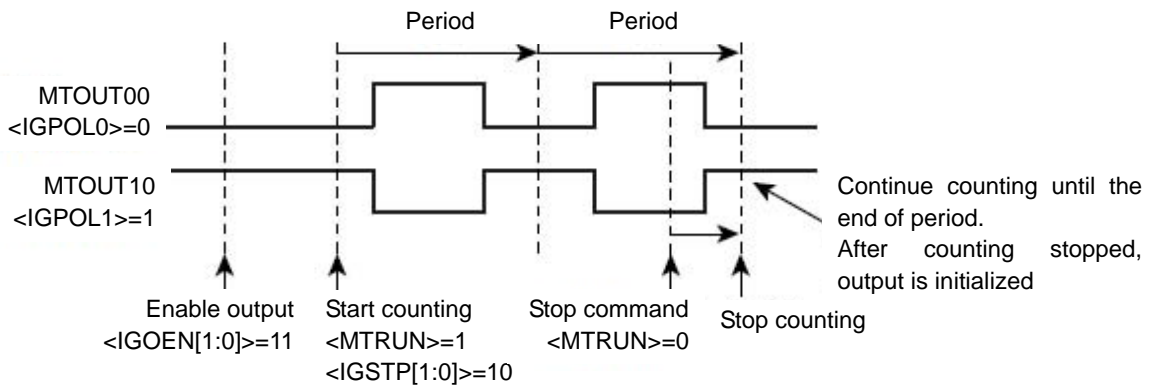 Period
Period
MTOUT00
<IGPOL0>=0
MTOUT10
<IGPOL1>=1
Continue counting until the
end of period.
After counting stopped,
output is initialized
Enable output
<IGOEN[1:0]>=11
Start counting
<MTRUN>=1
<IGSTP[1:0]>=10
Stop command
<MTRUN>=0
Stop counting